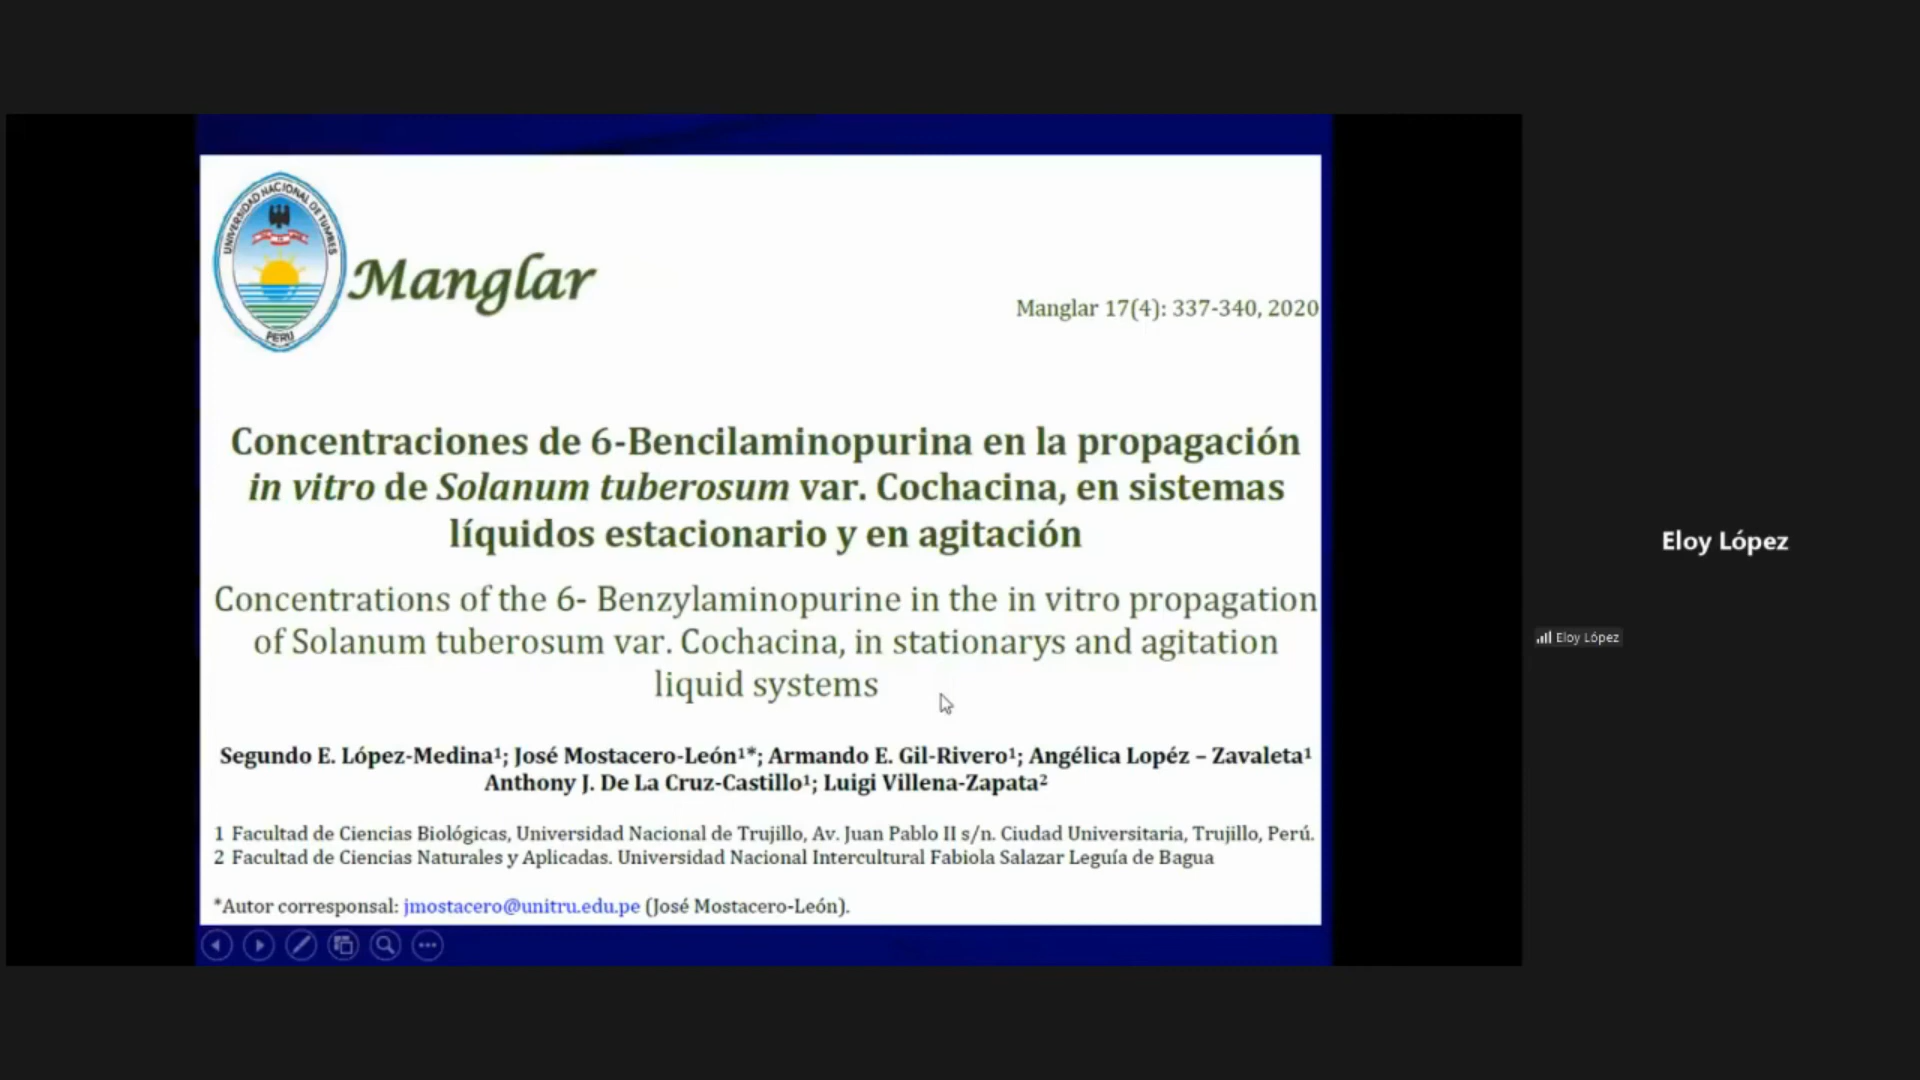 UNIVERSIDAD NACIONAL DE TUMBES
PERÚ
Manglar
Manglar 17(4): 337-340, 2020
Concentraciones de 6-Bencilaminopurina en la propagación
in vitro de Solanum tuberosum var. Cochacina, en sistemas
líquidos estacionario y en agitación
Concentrations of the 6- Benzylaminopurine in the in vitro propagation
of Solanum tuberosum var. Cochacina, in stationarys and agitation
liquid systems
Segundo E. López-Medina¹; José Mostacero-León¹*; Armando E. Gil-Rivero¹; Angélica Lopéz – Zavaleta¹
Anthony J. De La Cruz-Castillo¹; Luigi Villena-Zapata²
1 Facultad de Ciencias Biológicas, Universidad Nacional de Trujillo, Av. Juan Pablo II s/n. Ciudad Universitaria, Trujillo, Perú.
2 Facultad de Ciencias Naturales y Aplicadas. Universidad Nacional Intercultural Fabiola Salazar Leguía de Bagua
*Autor corresponsal: jmostacero@unitru.edu.pe (José Mostacero-León).
Eloy López
Eloy López